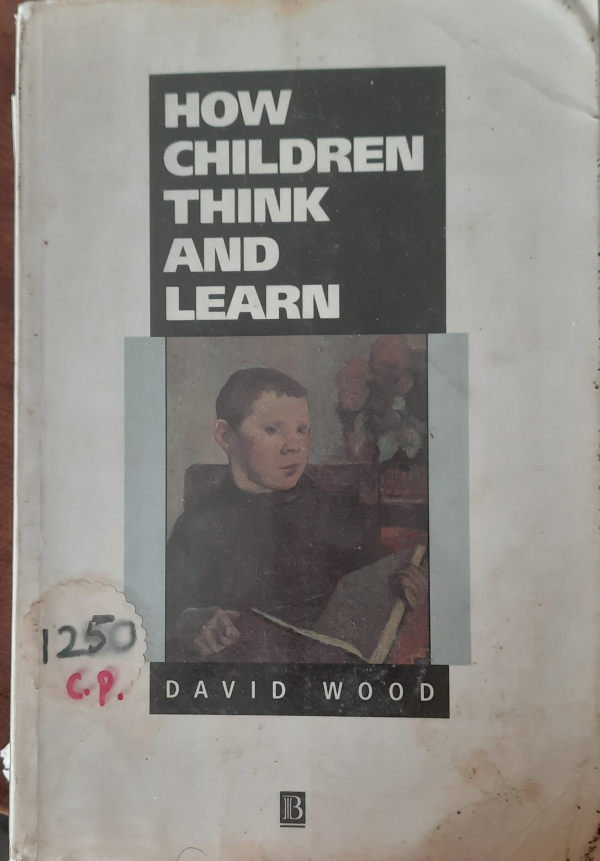 HOW
CHILDREN
THINK
AND
LEARN
1250
C.P.
DAVID WOOD
B